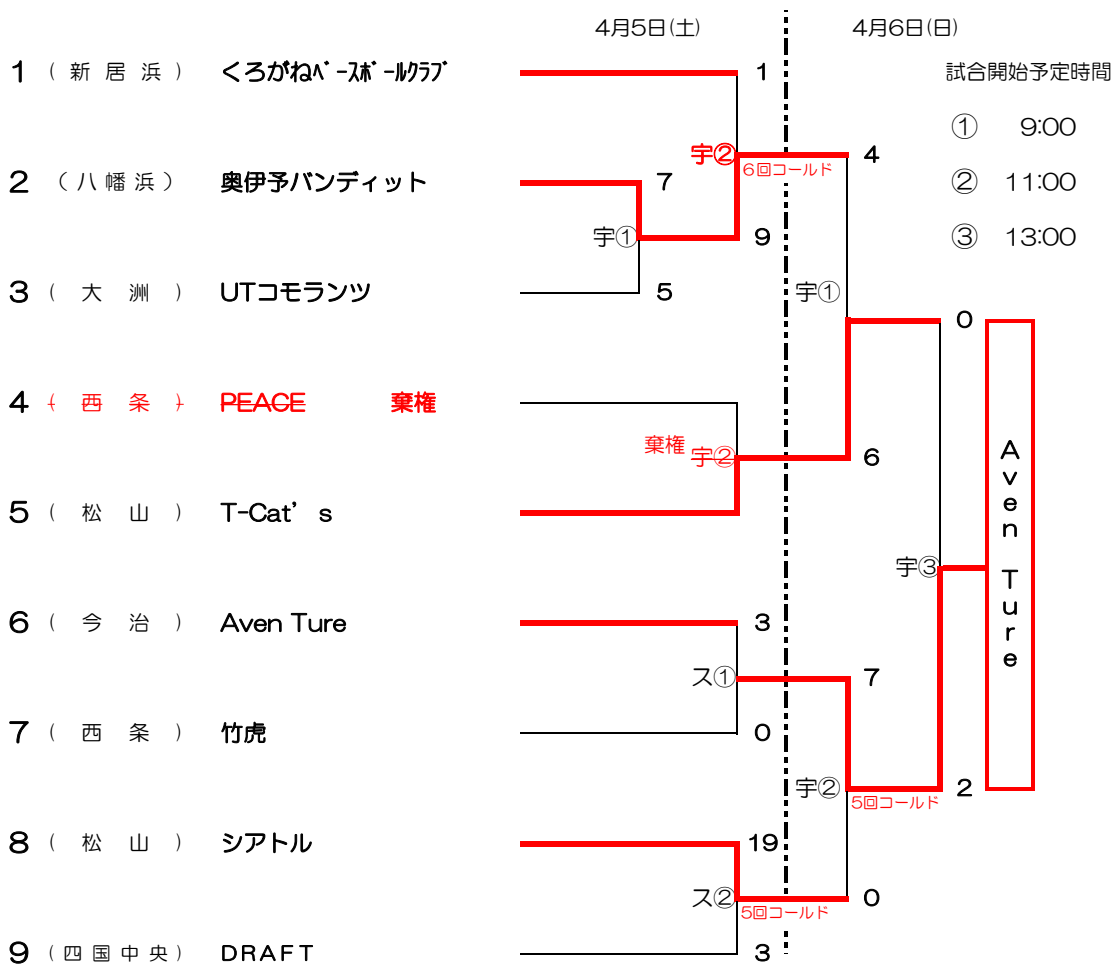 4月5日(土) 4月6日(日)
1 ( 新 居 浜 ) くろがねﾍﾞｰｽﾎﾞｰﾙｸﾗﾌﾞ 1 試合開始予定時間
① 9:00
宇② 4
6回コールド
2 ( 八 幡 浜 ) 奥伊予バンディット 7 ② 11:00
宇① 9 ③ 13:00
3 ( 大 洲 ) UTコモランツ 5 宇①
0
4 ( 西 条 ) PEACE 棄権
棄権 宇② 6
5 ( 松 山 ) T-Cat’s
宇③
Aven Ture
6 ( 今 治 ) Aven Ture 3
ス① 7
7 ( 西 条 ) 竹虎 0
宇② 2
5回コールド
8 ( 松 山 ) シアトル 19
ス② 0
5回コールド
9 ( 四 国 中 央 ) DRAFT 3